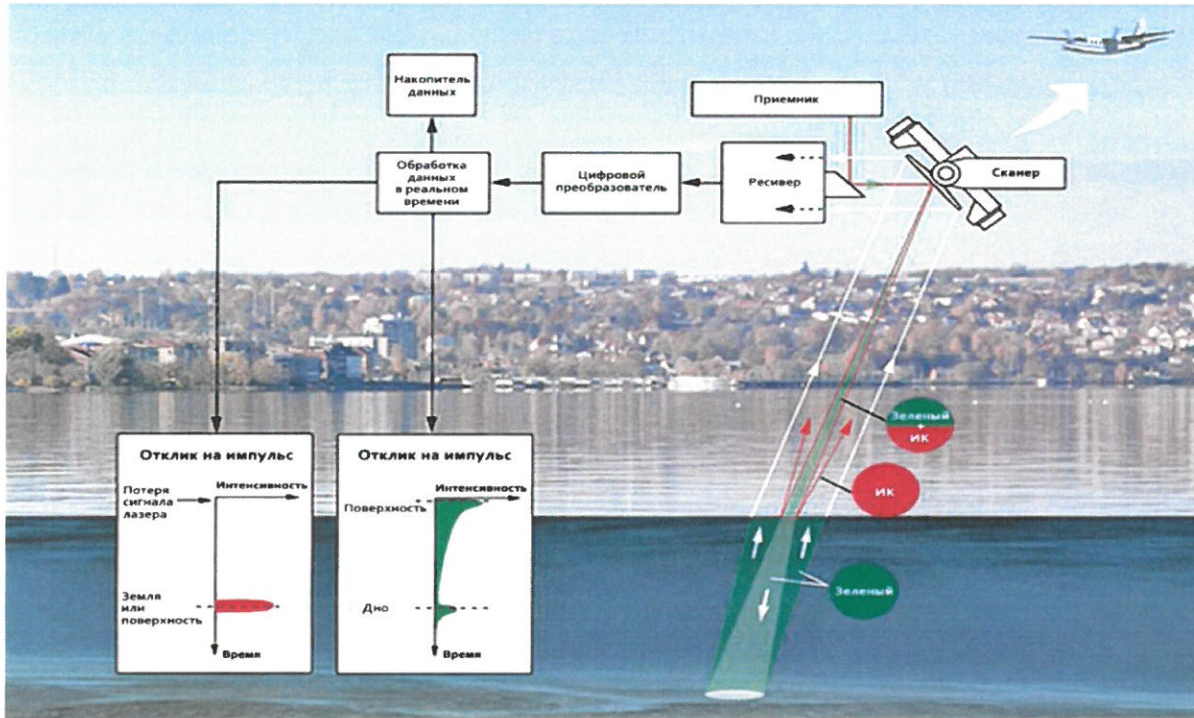 Накопитель
данных
Приемник
Обработка
данных
в реальном
времени
Цифровой
преобразователь
Ресивер
Сканер
Зеленый
+
ИК
ИК
Зеленый
Отклик на импульс
Интенсивность
Потеря
сигнала
лазера
Земля
или
поверхность
Время
Отклик на импульс
Интенсивность
Поверхность
Дно
Время